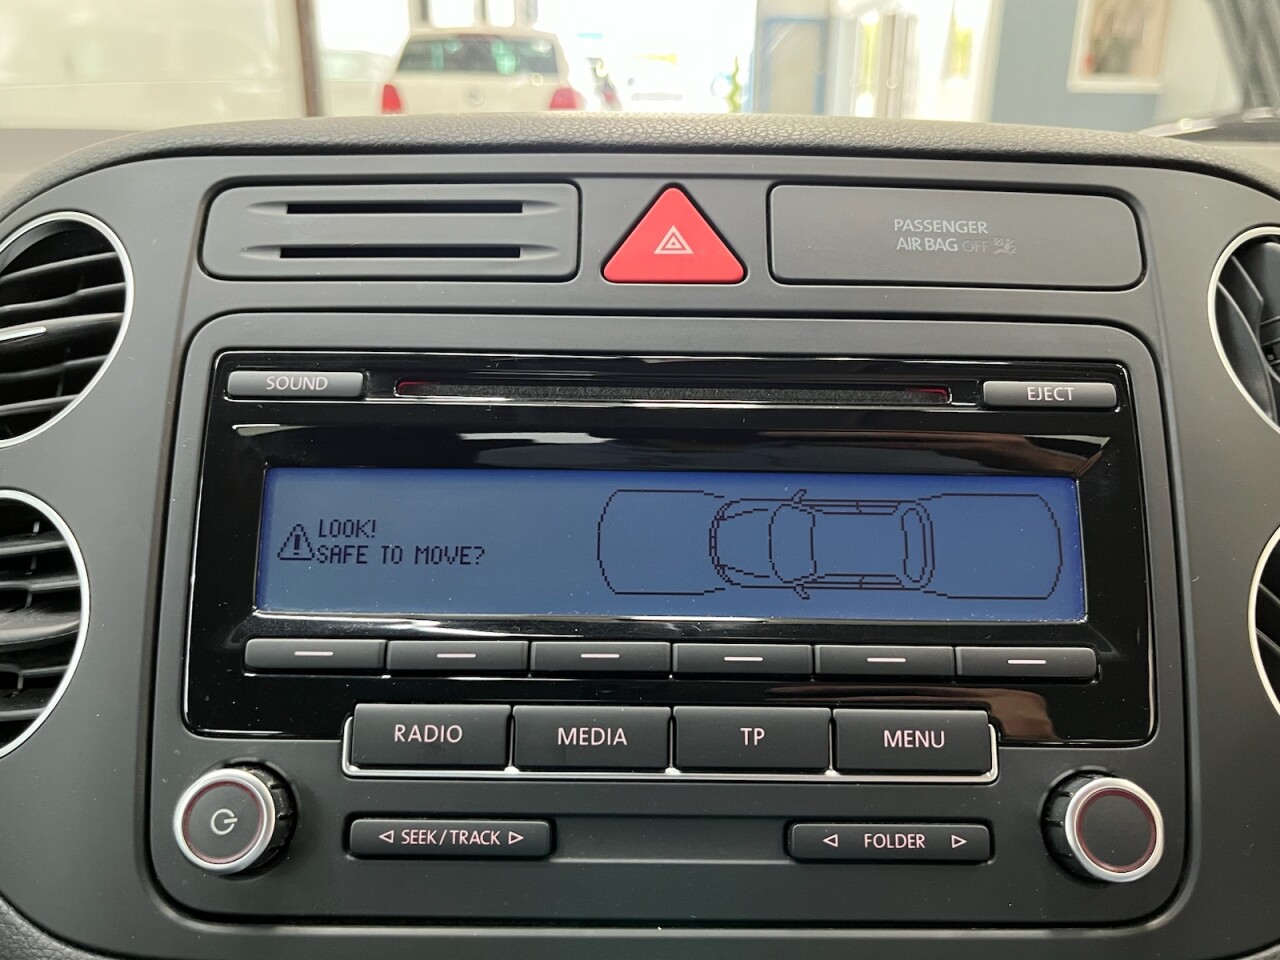 PASSENGER
AIR BAG OFF
SOUND
EJECT
LOOK!
SAFE TO MOVE?
RADIO
MEDIA
TP
MENU
SEEK/TRACK
FOLDER